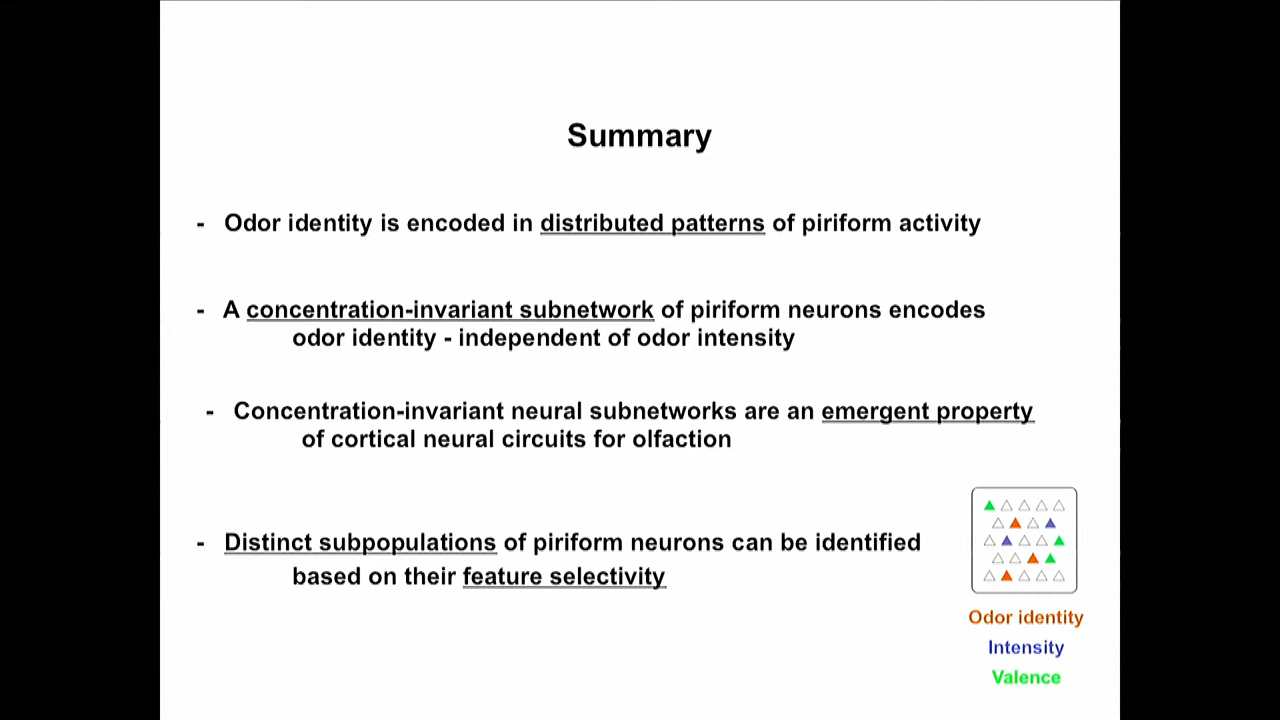 Summary
- Odor identity is encoded in distributed patterns of piriform activity
- A concentration-invariant subnetwork of piriform neurons encodes
odor identity - independent of odor intensity
- Concentration-invariant neural subnetworks are an emergent property
of cortical neural circuits for olfaction
- Distinct subpopulations of piriform neurons can be identified
based on their feature selectivity
Odor identity
Intensity
Valence